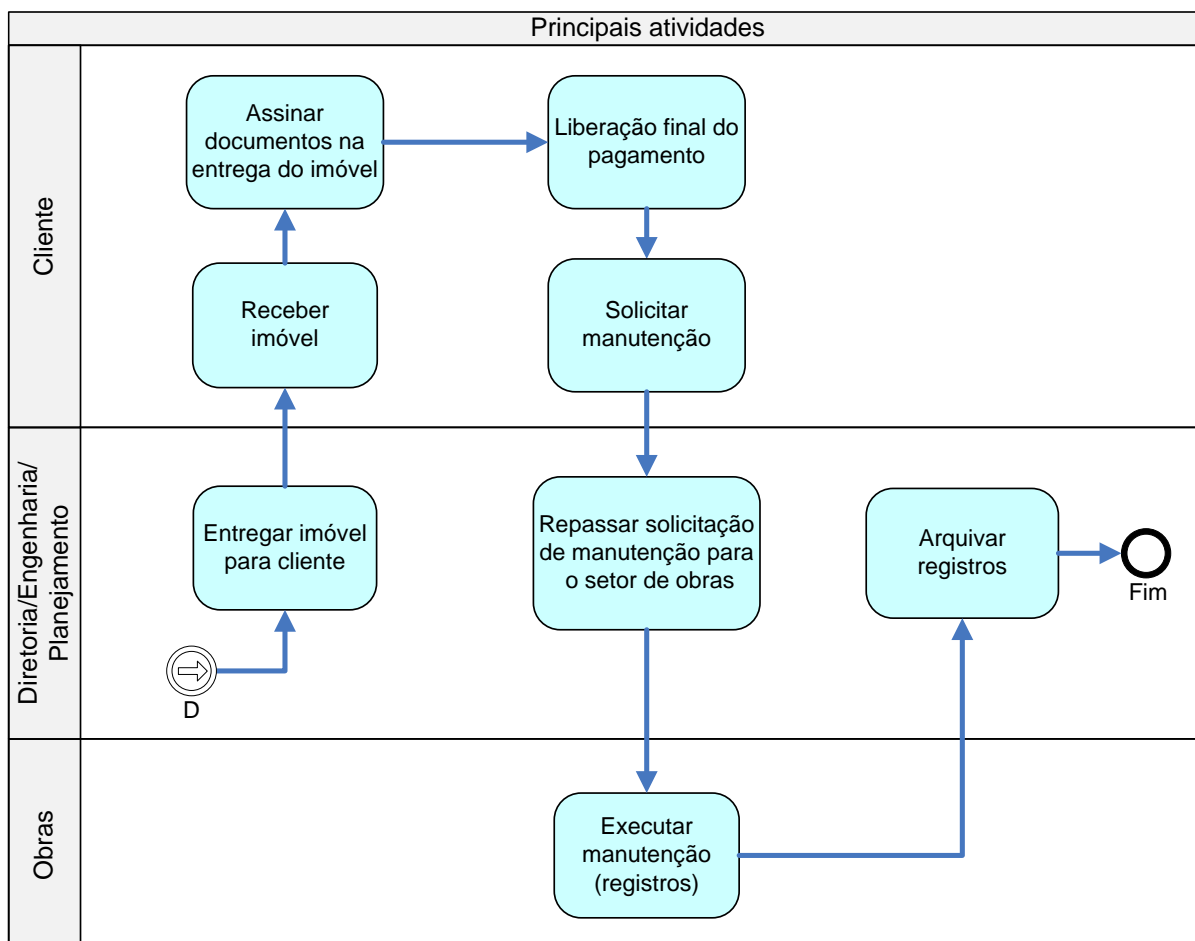 Principais atividades
Cliente
Assinar
documentos na
entrega do imóvel
Liberação final do
pagamento
Receber
imóvel
Solicitar
manutenção
Diretoria/Engenharia/
Planejamento
Entregar imóvel
para cliente
Repassar solicitação
de manutenção para
o setor de obras
Arquivar
registros
Fim
D
Obras
Executar
manutenção
(registros)